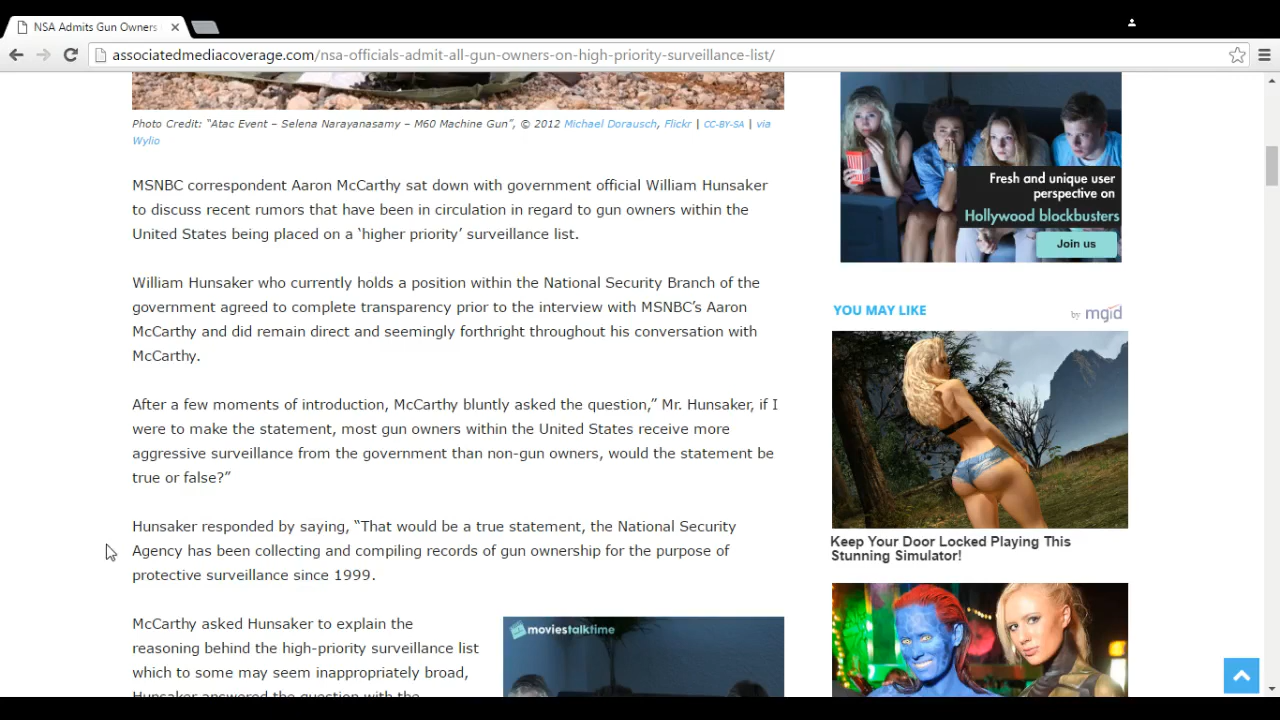 NSA Admits Gun Owners
associatedmediacoverage.com/nsa-officials-admit-all-gun-owners-on-high-priority-surveillance-list/
Photo Credit: “Atac Event – Selena Narayanasamy – M60 Machine Gun”, © 2012 Michael Dorausch, Flickr | CC-BY-SA | via
Wylio
MSNBC correspondent Aaron McCarthy sat down with government official William Hunsaker
to discuss recent rumors that have been in circulation in regard to gun owners within the
United States being placed on a ‘higher priority’ surveillance list.
William Hunsaker who currently holds a position within the National Security Branch of the
government agreed to complete transparency prior to the interview with MSNBC’s Aaron
McCarthy and did remain direct and seemingly forthright throughout his conversation with
McCarthy.
After a few moments of introduction, McCarthy bluntly asked the question,” Mr. Hunsaker, if I
were to make the statement, most gun owners within the United States receive more
aggressive surveillance from the government than non-gun owners, would the statement be
true or false?”
Hunsaker responded by saying, “That would be a true statement, the National Security
Agency has been collecting and compiling records of gun ownership for the purpose of
protective surveillance since 1999.
McCarthy asked Hunsaker to explain the
reasoning behind the high-priority surveillance list
which to some may seem inappropriately broad,
Hunsaker answered the question with the
moviestalktime
Fresh and unique user
perspective on
Hollywood blockbusters
Join us
YOU MAY LIKE
by mgid
Keep Your Door Locked Playing This
Stunning Simulator!